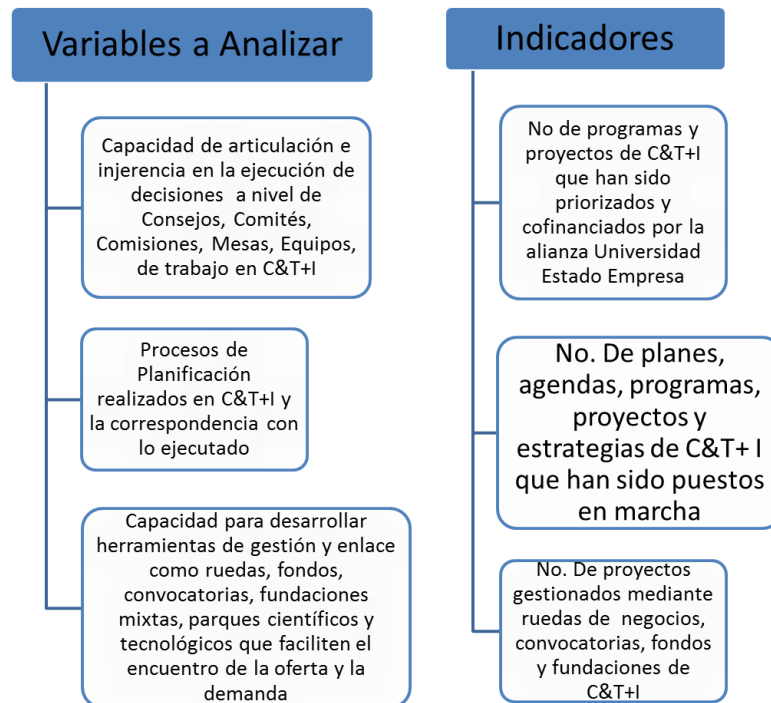 Variables a Analizar
Capacidad de articulación e
injerencia en la ejecución de
decisiones a nivel de
Consejos, Comités,
Comisiones, Mesas, Equipos,
de trabajo en C&T+I
Procesos de
Planificación
realizados en C&T+I y
la correspondencia con
lo ejecutado
Capacidad para desarrollar
herramientas de gestión y enlace
como ruedas, fondos,
convocatorias, fundaciones
mixtas, parques científicos y
tecnológicos que faciliten el
encuentro de la oferta y la
demanda
Indicadores
No de programas y
proyectos de C&T+I
que han sido
priorizados y
cofinanciados por la
alianza Universidad
Estado Empresa
No. De planes,
agendas, programas,
proyectos y
estrategias de C&T+ I
que han sido puestos
en marcha
No. De proyectos
gestionados mediante
ruedas de negocios,
convocatorias, fondos
y fundaciones de
C&T+I